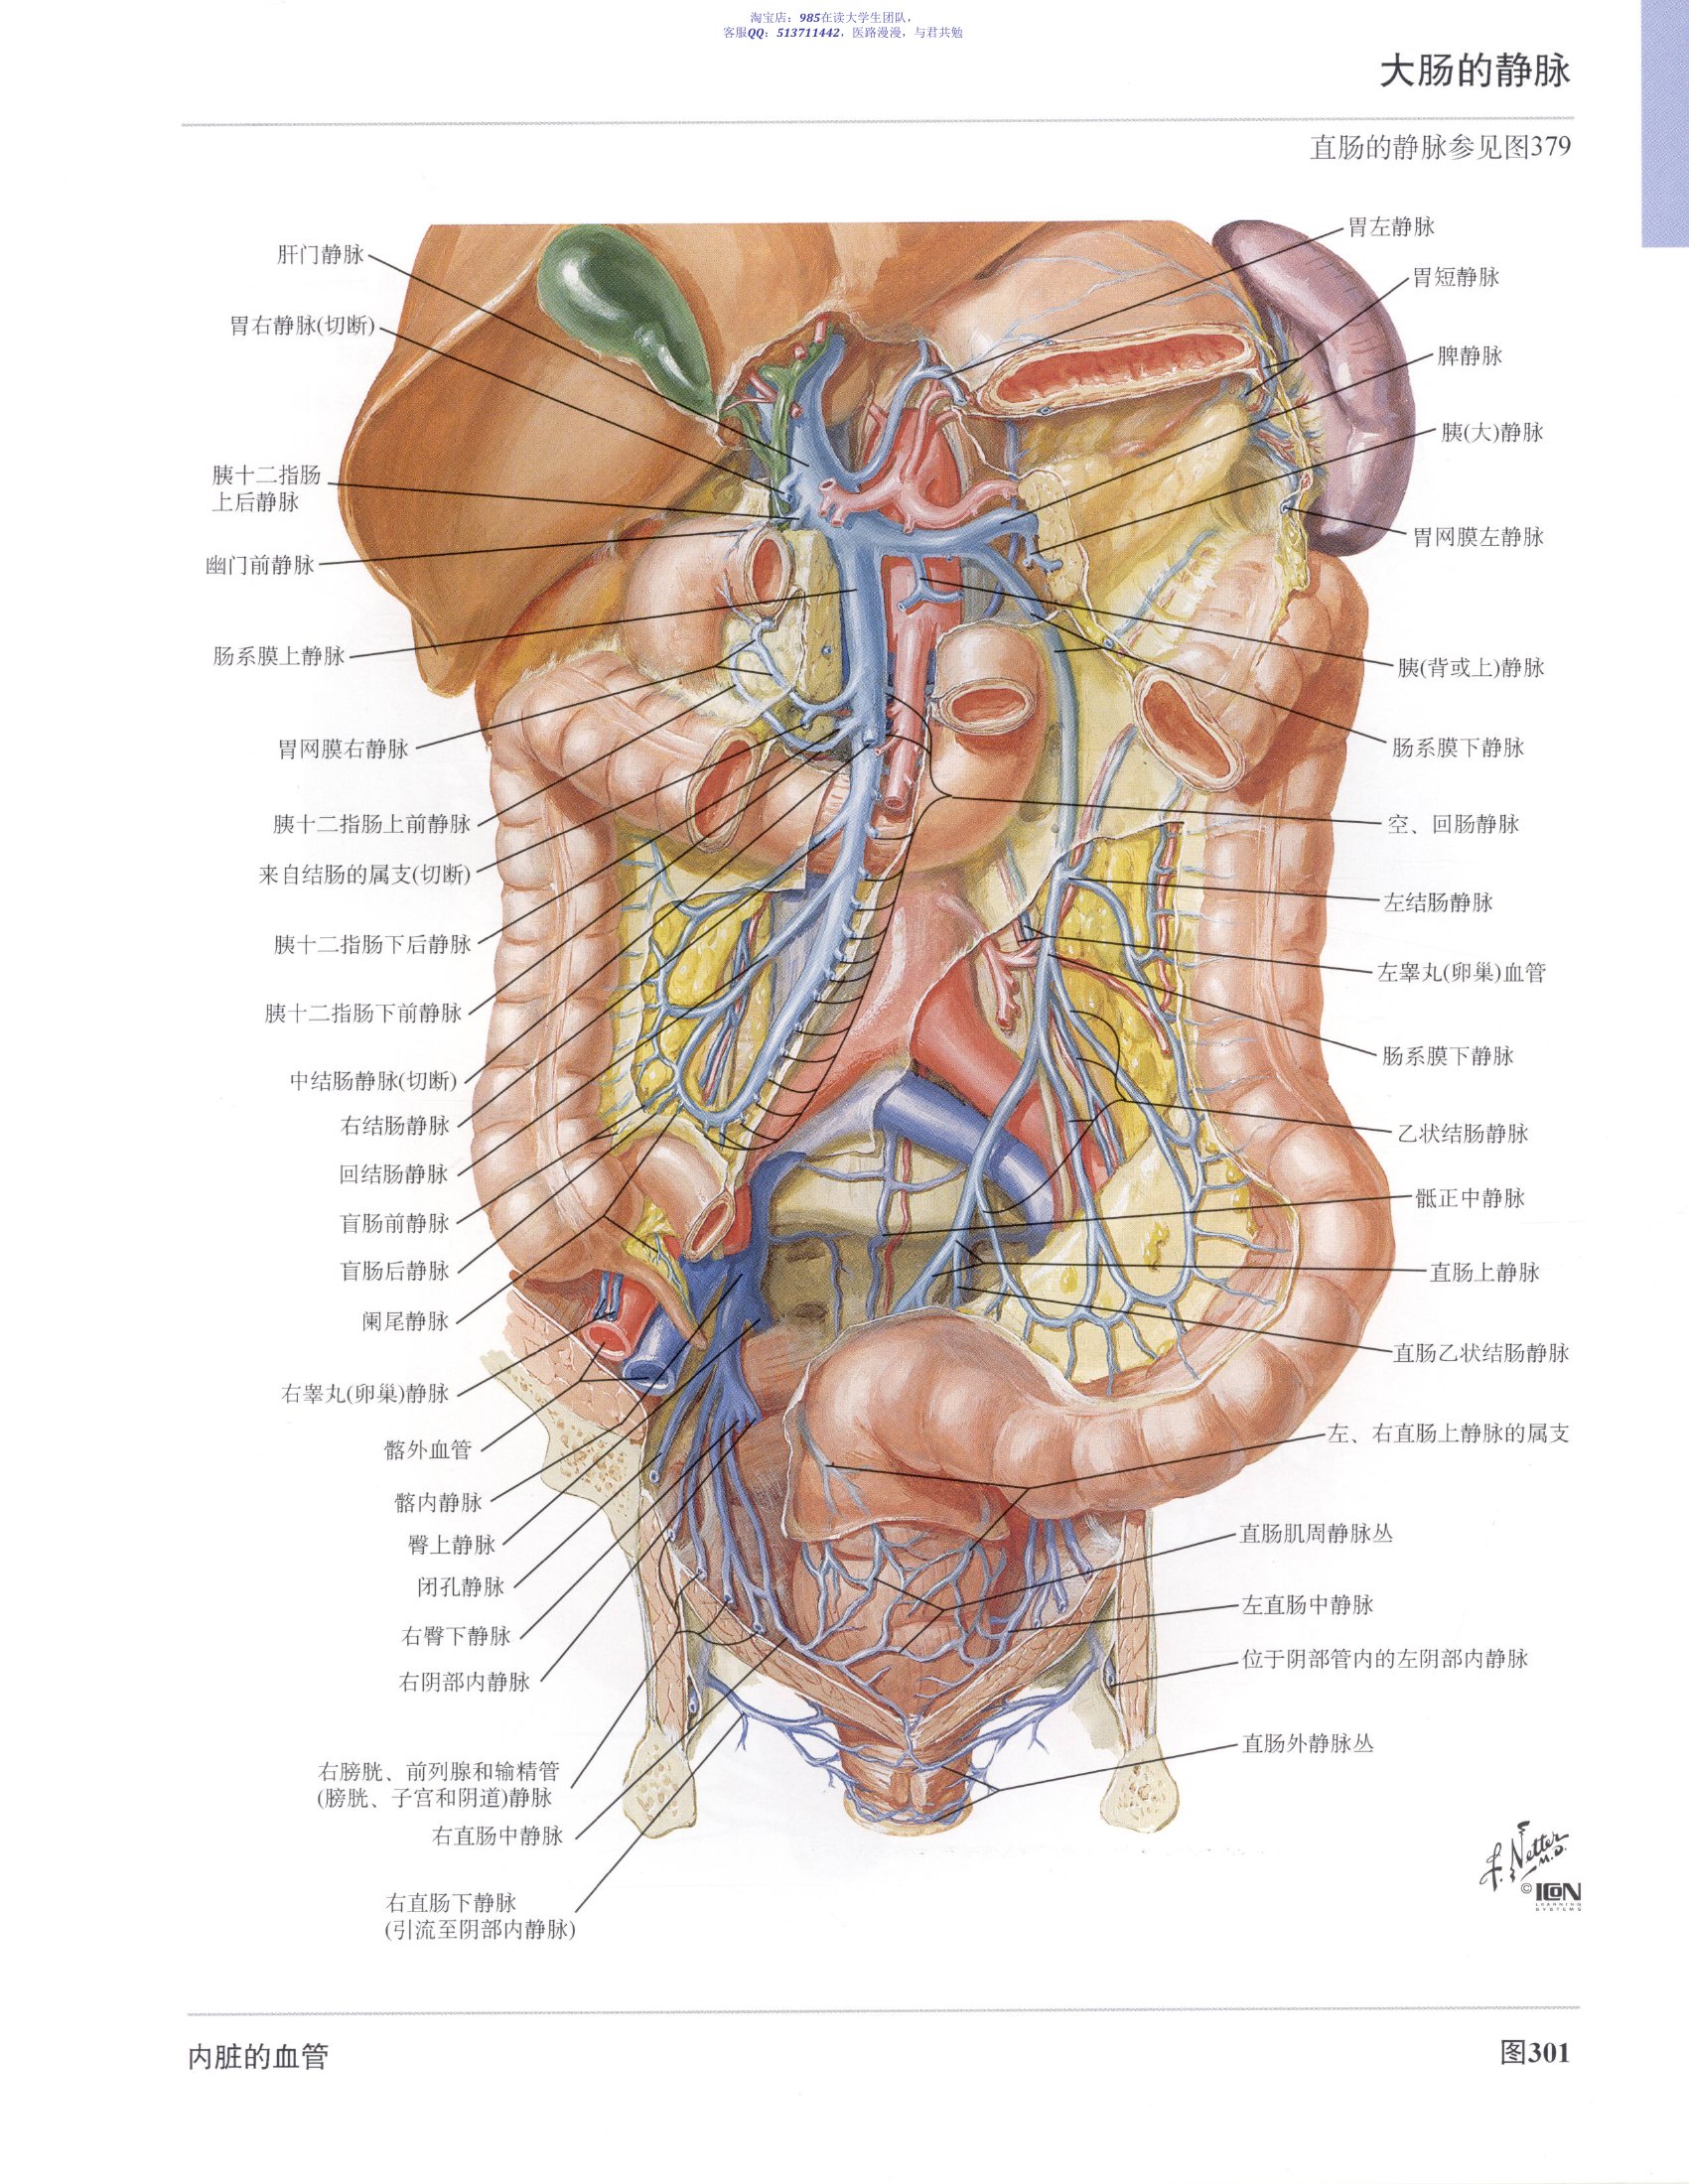 淘宝店：985在读大学生团队，
客服QQ：513711442，医路漫漫，与君共勉
大肠的静脉
直肠的静脉参见图379
肝门静脉
胃右静脉(切断)
胰十二指肠
上后静脉
幽门前静脉
肠系膜上静脉
胃网膜右静脉
胰十二指肠上前静脉
来自结肠的属支(切断)
胰十二指肠下后静脉
胰十二指肠下前静脉
中结肠静脉(切断)
右结肠静脉
回结肠静脉
盲肠前静脉
盲肠后静脉
阑尾静脉
右睾丸(卵巢)静脉
髂外血管
髂内静脉
臀上静脉
闭孔静脉
右臀下静脉
右阴部内静脉
右膀胱、前列腺和输精管
(膀胱、子宫和阴道)静脉
右直肠中静脉
右直肠下静脉
(引流至阴部内静脉)
胃左静脉
胃短静脉
脾静脉
胰(大)静脉
胃网膜左静脉
胰(背或上)静脉
肠系膜下静脉
空、回肠静脉
左结肠静脉
左睾丸(卵巢)血管
肠系膜下静脉
乙状结肠静脉
骶正中静脉
直肠上静脉
直肠乙状结肠静脉
左、右直肠上静脉的属支
直肠肌周静脉丛
左直肠中静脉
位于阴部管内的左阴部内静脉
直肠外静脉丛
F. Netter M.D.
© ICON
LEARNING
SYSTEMS
内脏的血管
图301